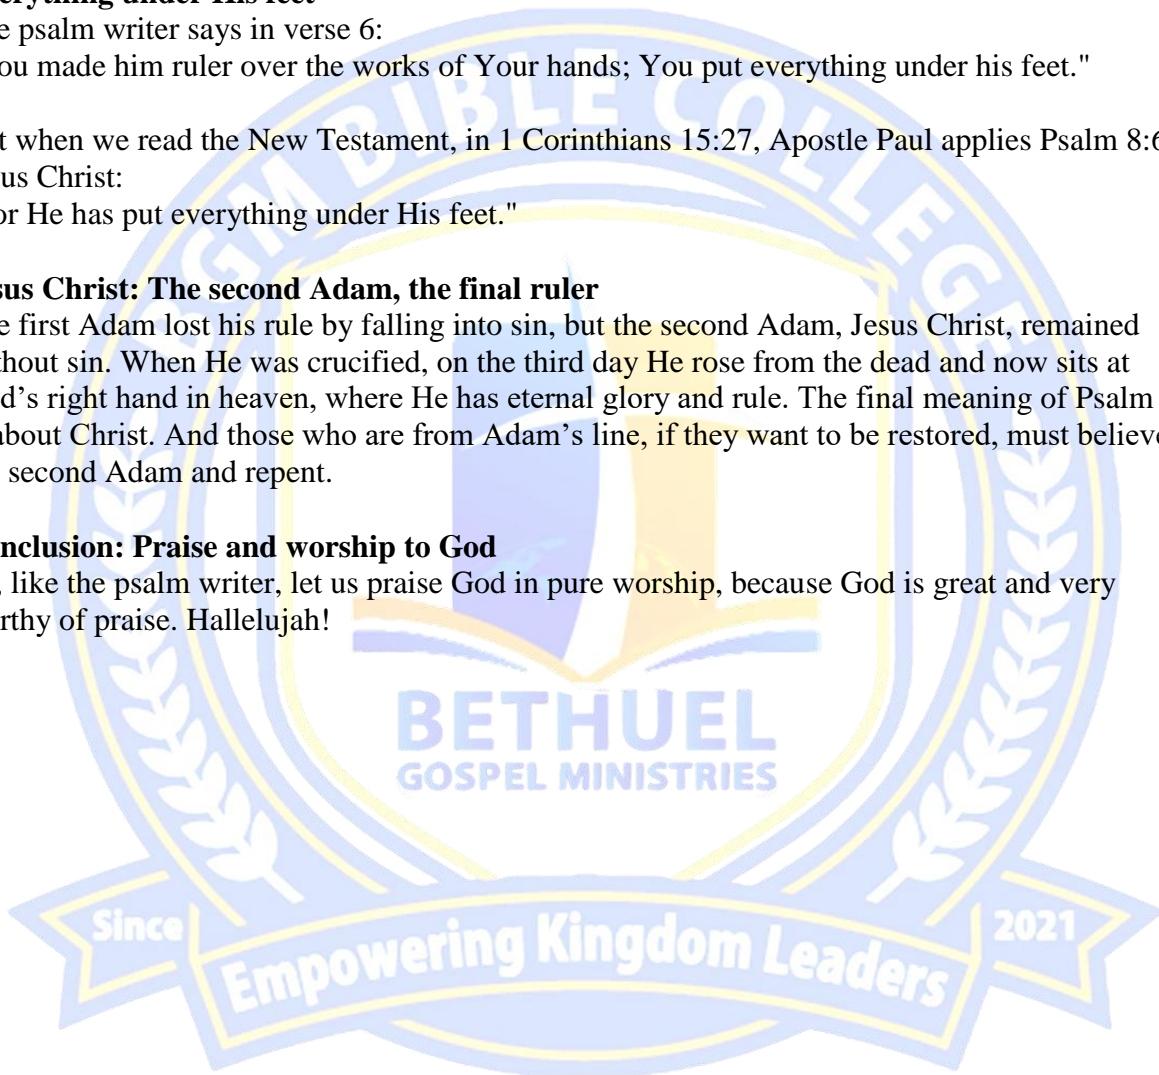 erything under His feet
e psalm writer says in verse 6:
ou made him ruler over the works of Your hands; You put everything under his feet."
t when we read the New Testament, in 1 Corinthians 15:27, Apostle Paul applies Psalm 8:6
us Christ:
or He has put everything under His feet."
sus Christ: The second Adam, the final ruler
e first Adam lost his rule by falling into sin, but the second Adam, Jesus Christ, remained
thout sin. When He was crucified, on the third day He rose from the dead and now sits at
d’s right hand in heaven, where He has eternal glory and rule. The final meaning of Psalm
about Christ. And those who are from Adam’s line, if they want to be restored, must believe
second Adam and repent.
nclusion: Praise and worship to God
, like the psalm writer, let us praise God in pure worship, because God is great and very
rthy of praise. Hallelujah!
BGM BIBLE COLLEGE
BETHUEL
GOSPEL MINISTRIES
Since
2021
Empowering Kingdom Leaders